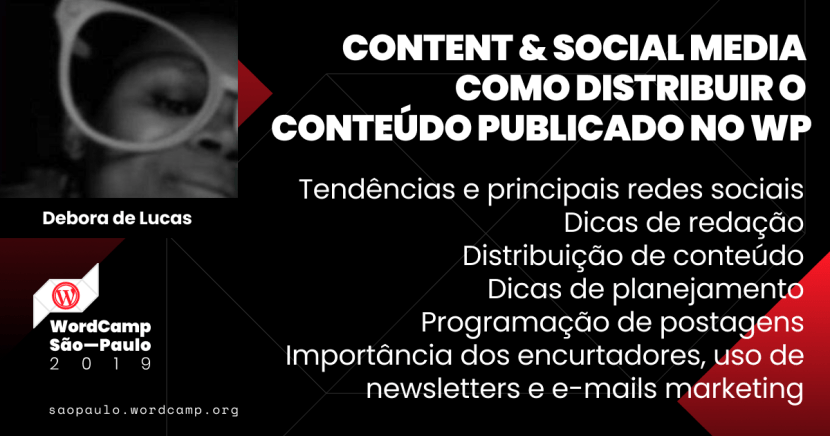 CONTENT & SOCIAL MEDIA
COMO DISTRIBUIR O
CONTEÚDO PUBLICADO NO WP
Tendências e principais redes sociais
Dicas de redação
Distribuição de conteúdo
Dicas de planejamento
Programação de postagens
Importância dos encurtadores, uso de
newsletters e e-mails marketing
Debora de Lucas
WordCamp
São—Paulo
2019
saopaulo.wordcamp.org